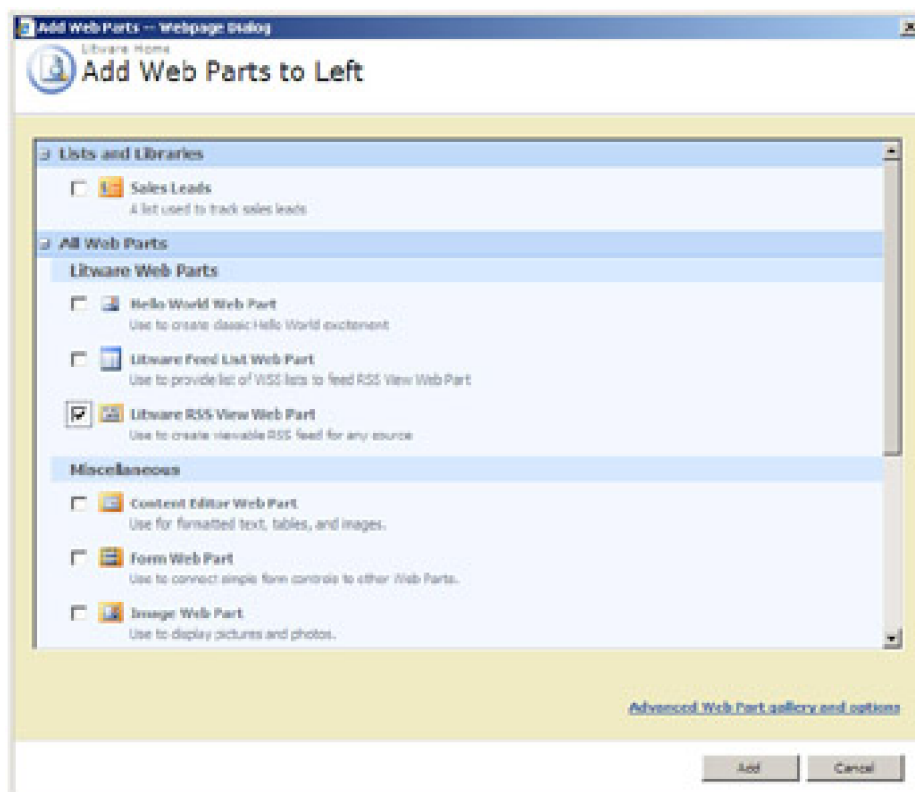 Add Web Parts -- Webpage Dialog
Litware Home
Add Web Parts to Left
Lists and Libraries
Sales Leads
A list used to track sales leads
All Web Parts
Litware Web Parts
Hello World Web Part
Use to create classic Hello World excitement
Litware Feed List Web Part
Use to provide list of WSS lists to feed RSS View Web Part
Litware RSS View Web Part
Use to create viewable RSS feed for any source
Miscellaneous
Content Editor Web Part
Use for formatted text, tables, and images.
Form Web Part
Use to connect simple form controls to other Web Parts.
Image Web Part
Use to display pictures and photos.
Advanced Web Part gallery and options
Add
Cancel